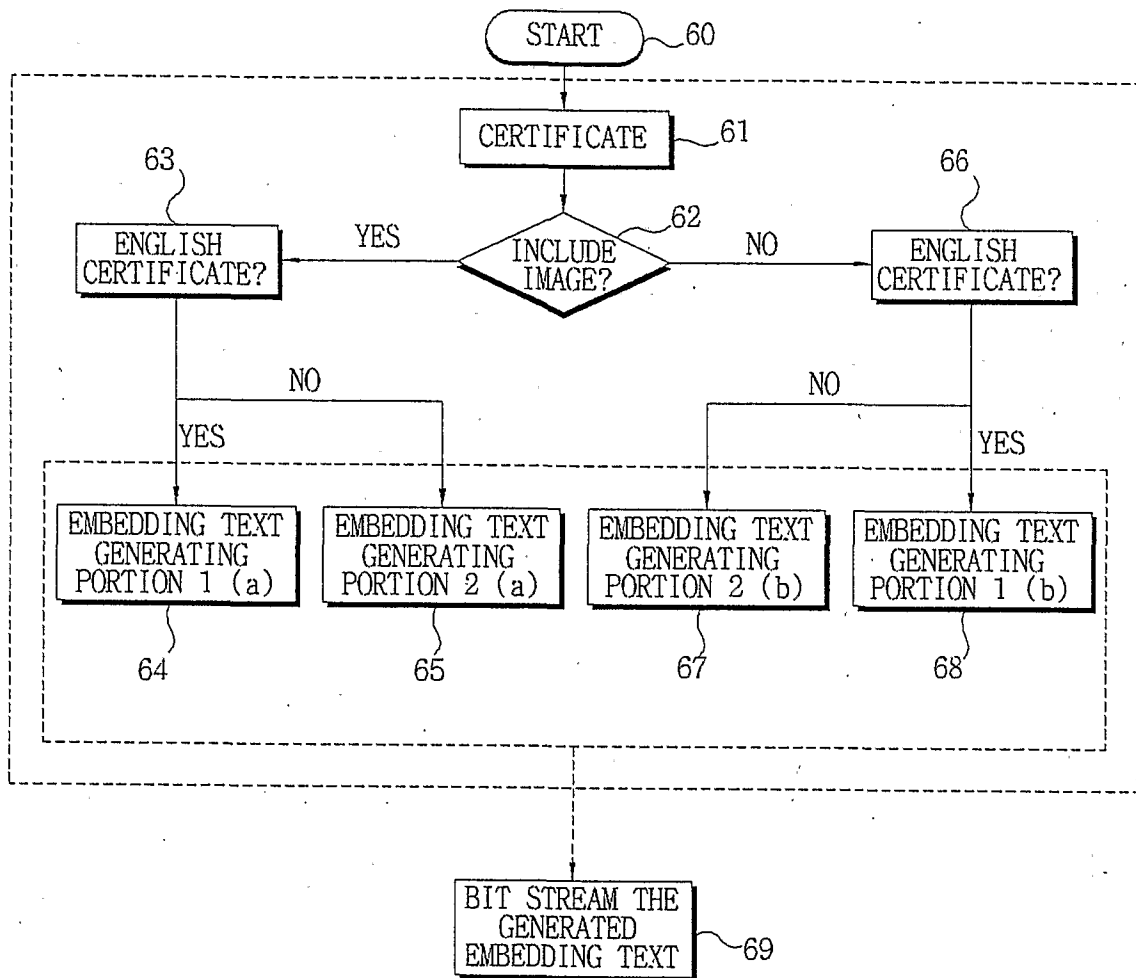 START
60
CERTIFICATE
61
63
66
62
YES
NO
ENGLISH
CERTIFICATE?
INCLUDE
IMAGE?
ENGLISH
CERTIFICATE?
NO
NO
YES
YES
EMBEDDING TEXT
GENERATING
PORTION 1 (a)
EMBEDDING TEXT
GENERATING
PORTION 2 (a)
EMBEDDING TEXT
GENERATING
PORTION 2 (b)
EMBEDDING TEXT
GENERATING
PORTION 1 (b)
64
65
67
68
BIT STREAM THE
GENERATED
EMBEDDING TEXT
69